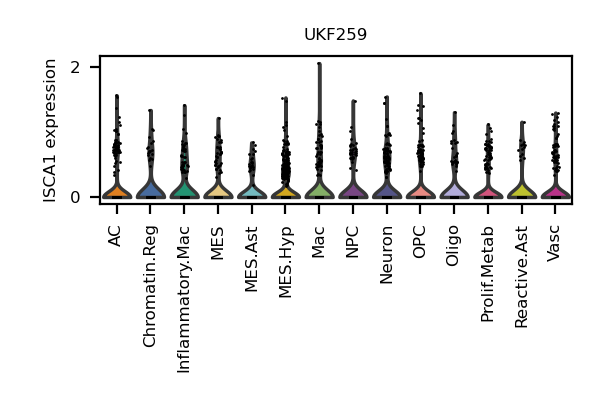 UKF259
ISCA1 expression
2
0
AC
Chromatin.Reg
Inflammatory.Mac
MES
MES.Ast
MES.Hyp
Mac
NPC
Neuron
OPC
Oligo
Prolif.Metab
Reactive.Ast
Vasc